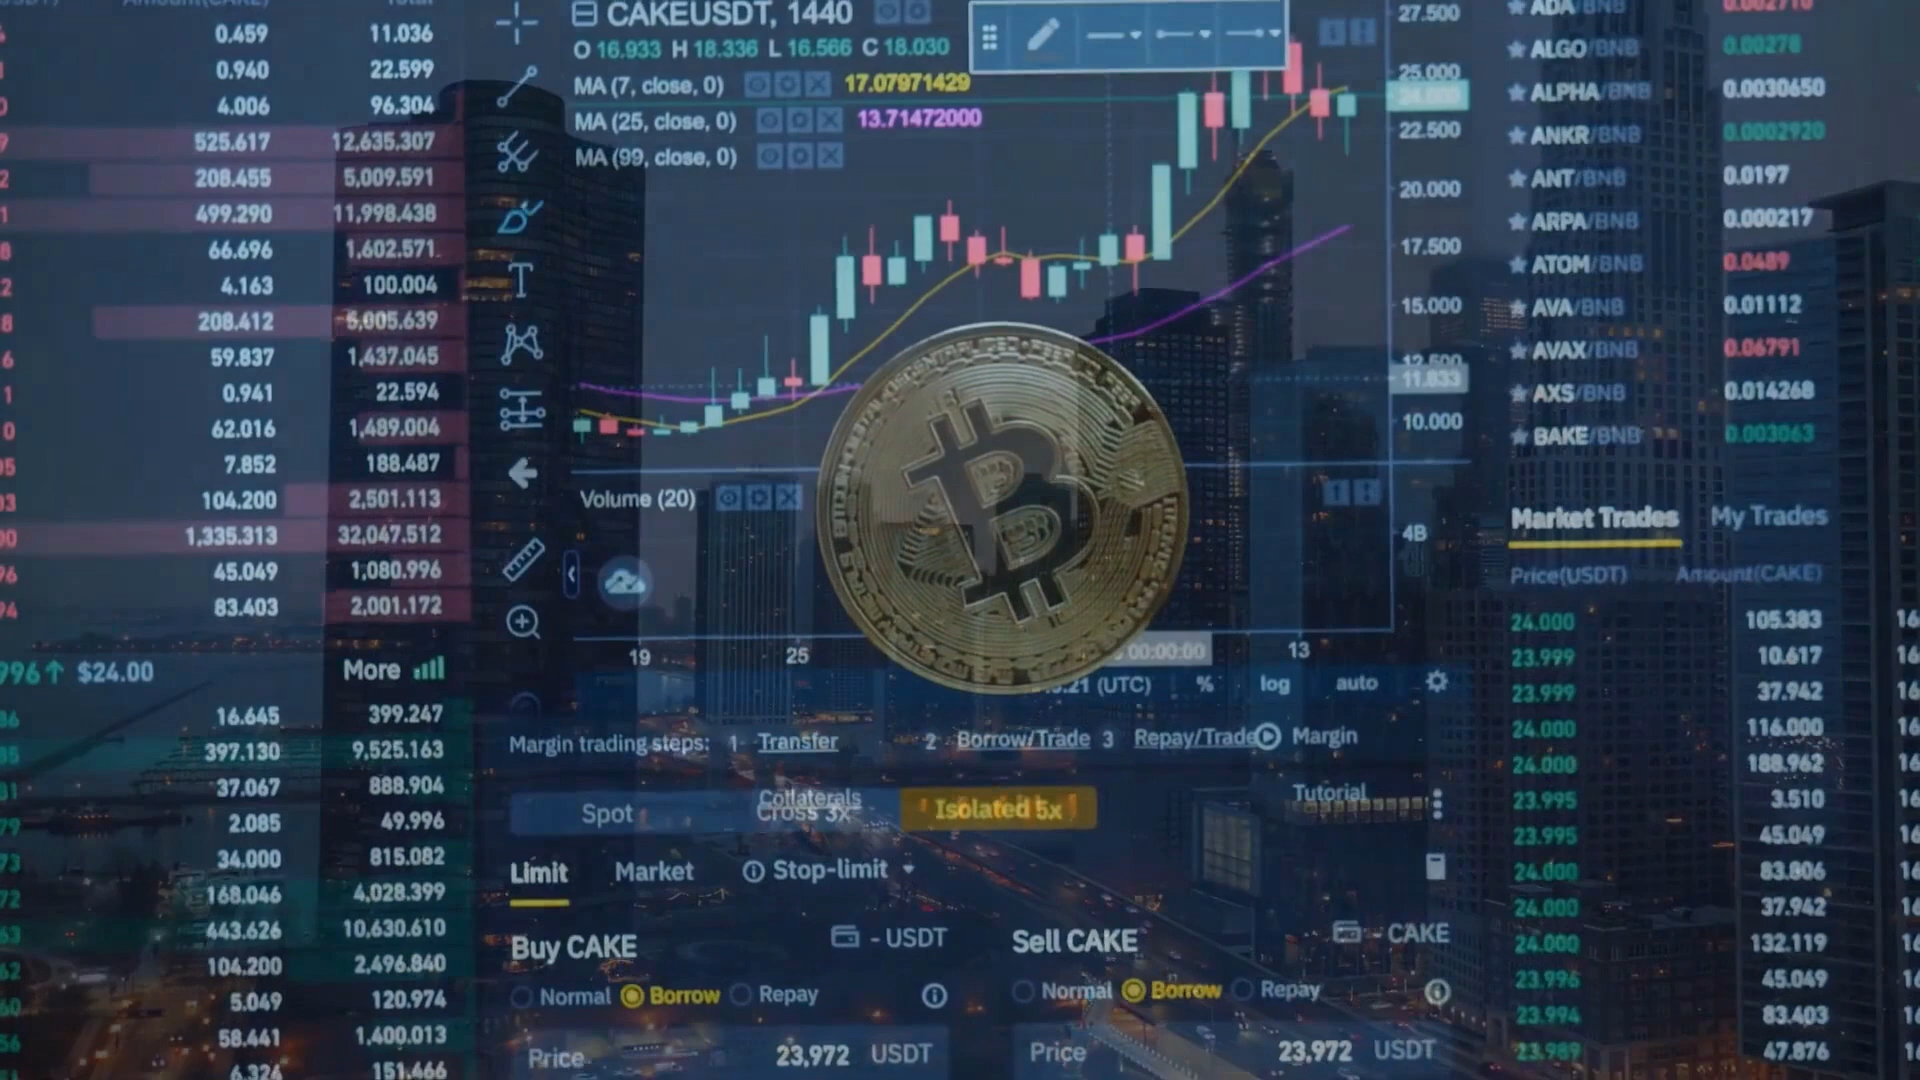 CAKEUSDT, 1440
O 16.933 H 18.336 L 16.566 C 18.030
MA (7, close, 0) 17.07971429
MA (25, close, 0) 13.71472000
MA (99, close, 0)
0.459 11.036
0.940 22.599
4.006 96.304
525.617 12,635.307
208.455 5,009.591
499.290 11,998.438
66.696 1,602.571
4.163 100.004
208.412 5,005.639
59.837 1,437.045
0.941 22.594
62.016 1,489.004
7.852 188.487
104.200 2,501.113
1,335.313 32,047.512
45.049 1,080.996
83.403 2,001.172
$24.00 More
16.645 399.247
397.130 9,525.163
37.067 888.904
2.085 49.996
34.000 815.082
168.046 4,028.399
443.626 10,630.610
104.200 2,496.840
5.049 120.974
58.441 1,400.013
6.324 151.466
27.500
25.000
22.500
20.000
17.500
15.000
12.500
11.833
10.000
Volume (20)
4B
19 25 13
00:00:00
(UTC) % log auto
Margin trading steps: 1 Transfer 2 Borrow/Trade 3 Repay/Trade Margin
Tutorial
Spot
Collaterals
Cross 3x
Isolated 5x
Limit Market Stop-limit
Buy CAKE - USDT
Sell CAKE - CAKE
Normal Borrow Repay
Normal Borrow Repay
Price 23,972 USDT
Price 23,972 USDT
ADA/BNB 0.002710
ALGO/BNB 0.00278
ALPHA/BNB 0.0030650
ANKR/BNB 0.0002920
ANT/BNB 0.0197
ARPA/BNB 0.000217
ATOM/BNB 0.0489
AVA/BNB 0.01112
AVAX/BNB 0.06791
AXS/BNB 0.014268
BAKE/BNB 0.003063
Market Trades My Trades
Price(USDT) Amount(CAKE)
24.000 105.383
23.999 10.617
23.999 37.942
24.000 116.000
24.000 188.962
23.995 3.510
23.995 45.049
24.000 83.806
24.000 37.942
24.000 132.119
23.996 45.049
23.994 83.403
23.989 47.876